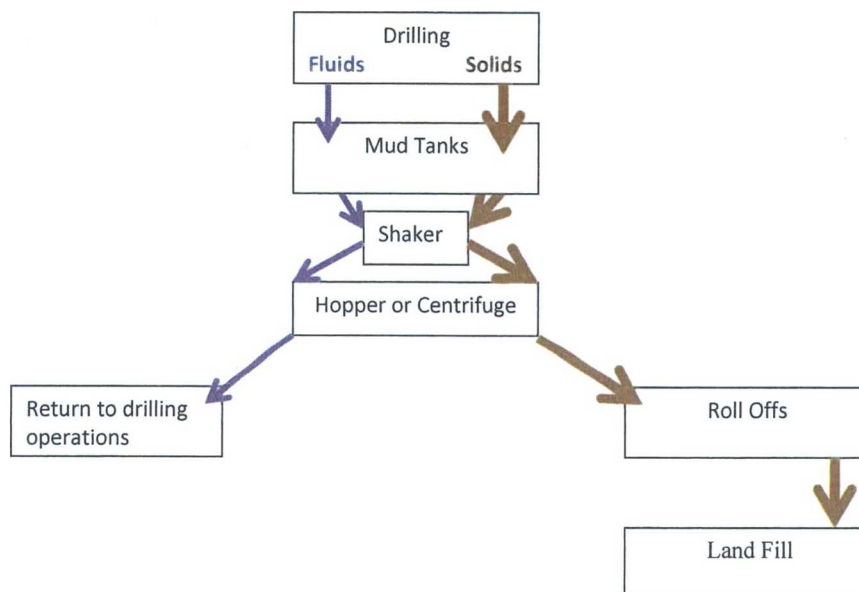 Drilling
Fluids Solids
Mud Tanks
Shaker
Hopper or Centrifuge
Return to drilling
operations
Roll Offs
Land Fill